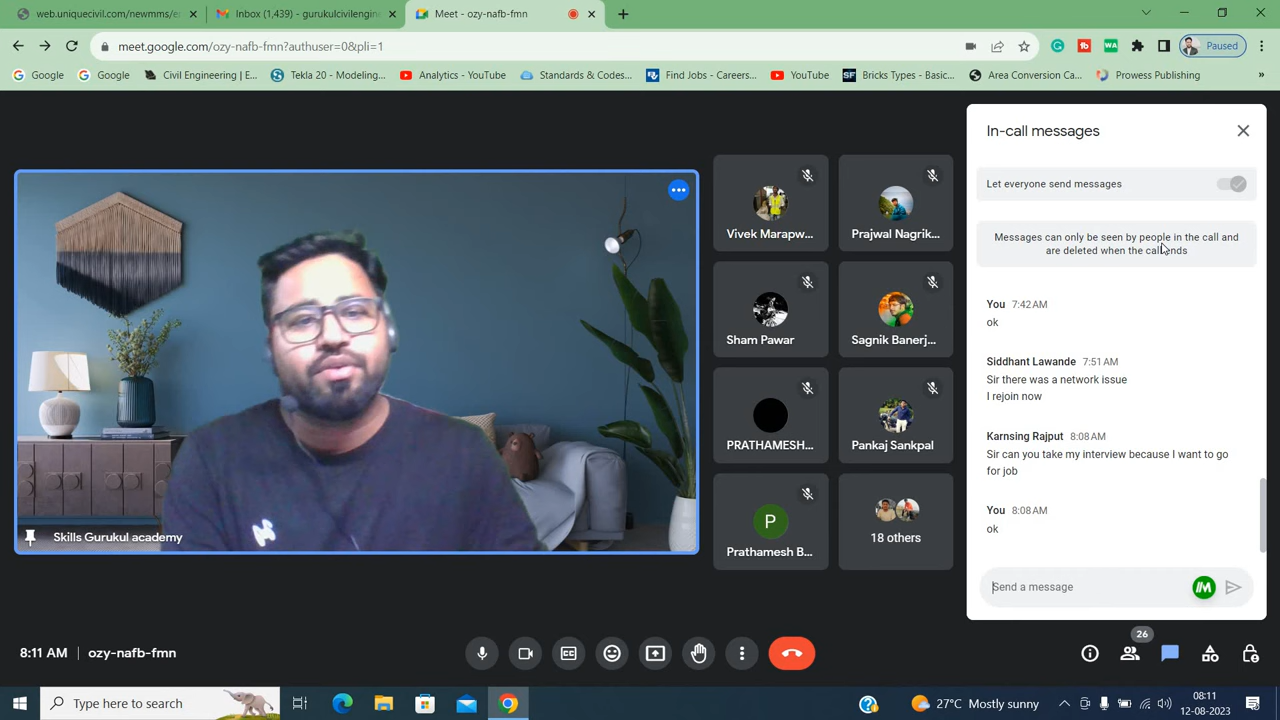 web.uniquecivil.com/newmms/e
Inbox (1,439) - gurukulcivilengin
Meet - ozy-nafb-fmn
meet.google.com/ozy-nafb-fmn?authuser=0&pli=1
Paused
Google
Google
Civil Engineering | E...
Tekla 20 - Modeling...
Analytics - YouTube
Standards & Codes...
Find Jobs - Careers...
YouTube
SF
Bricks Types - Basic...
Area Conversion Ca...
Prowess Publishing
»
Vivek Marapw...
Prajwal Nagrik...
Sham Pawar
Sagnik Banerj...
PRATHAMESH...
Pankaj Sankpal
P
Prathamesh B...
18 others
Skills Gurukul academy
In-call messages
Let everyone send messages
Messages can only be seen by people in the call and
are deleted when the call ends
You 7:42 AM
ok
Siddhant Lawande 7:51 AM
Sir there was a network issue
I rejoin now
Karnsing Rajput 8:08 AM
Sir can you take my interview because I want to go
for job
You 8:08 AM
ok
Send a message
8:11 AM ozy-nafb-fmn
26
Type here to search
27°C Mostly sunny
08:11
12-08-2023